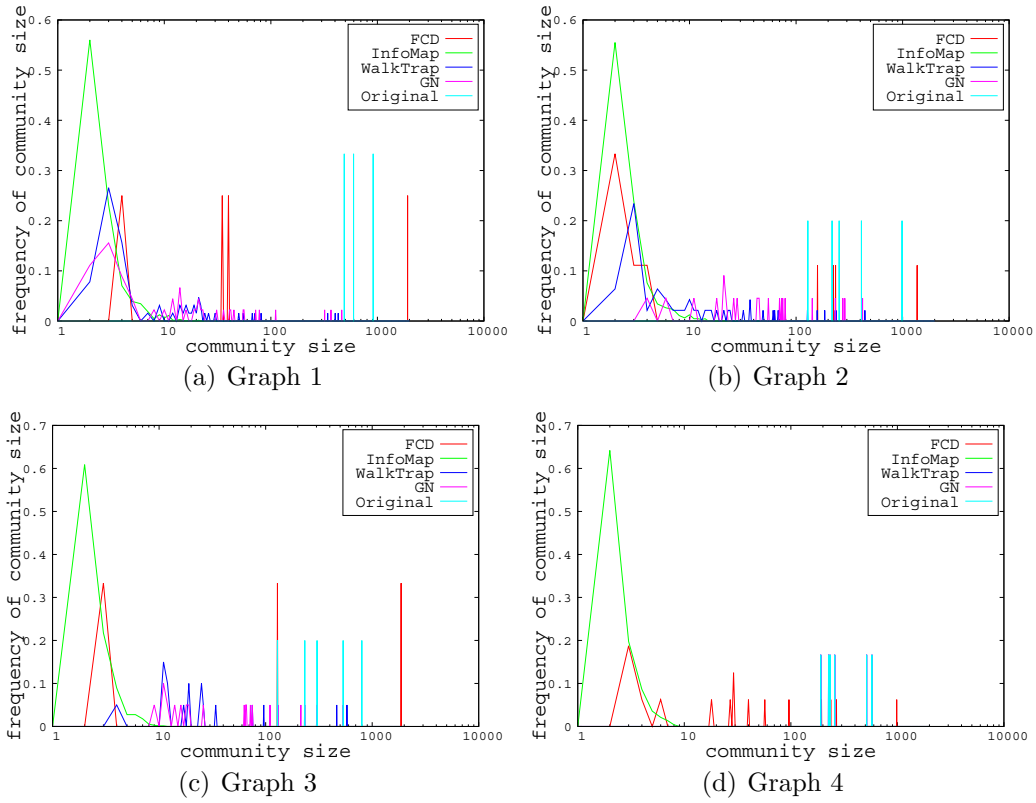 frequency of community size
0.6
0.5
0.4
0.3
0.2
0.1
0
1
10
100
1000
10000
community size
FCD
InfoMap
WalkTrap
GN
Original
(a) Graph 1
frequency of community size
0.6
0.5
0.4
0.3
0.2
0.1
0
1
10
100
1000
10000
community size
FCD
InfoMap
WalkTrap
GN
Original
(b) Graph 2
frequency of community size
0.7
0.6
0.5
0.4
0.3
0.2
0.1
0
1
10
100
1000
10000
community size
FCD
InfoMap
WalkTrap
GN
Original
(c) Graph 3
frequency of community size
0.7
0.6
0.5
0.4
0.3
0.2
0.1
0
1
10
100
1000
10000
community size
FCD
InfoMap
WalkTrap
GN
Original
(d) Graph 4